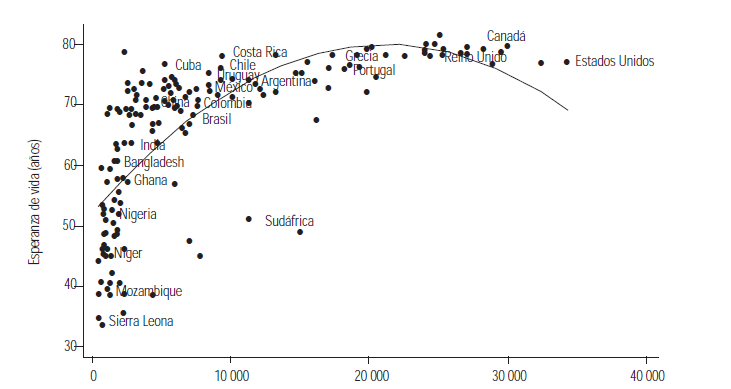 Esperanza de vida (años)
80
70
60
50
40
30
0
10 000
20 000
30 000
40 000
Canadá
Costa Rica
Grecia
Reino Unido
Estados Unidos
Cuba
Chile
Portugal
Uruguay
Argentina
México
China
Colombia
Brasil
India
Bangladesh
Ghana
Nigeria
Sudáfrica
Níger
Mozambique
Sierra Leona